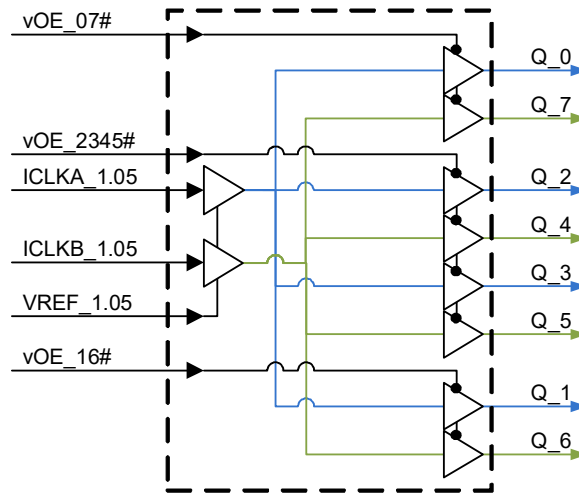 vOE_07#
Q_0
Q_7
vOE_2345#
ICLKA_1.05
Q_2
Q_4
ICLKB_1.05
Q_3
VREF_1.05
Q_5
vOE_16#
Q_1
Q_6